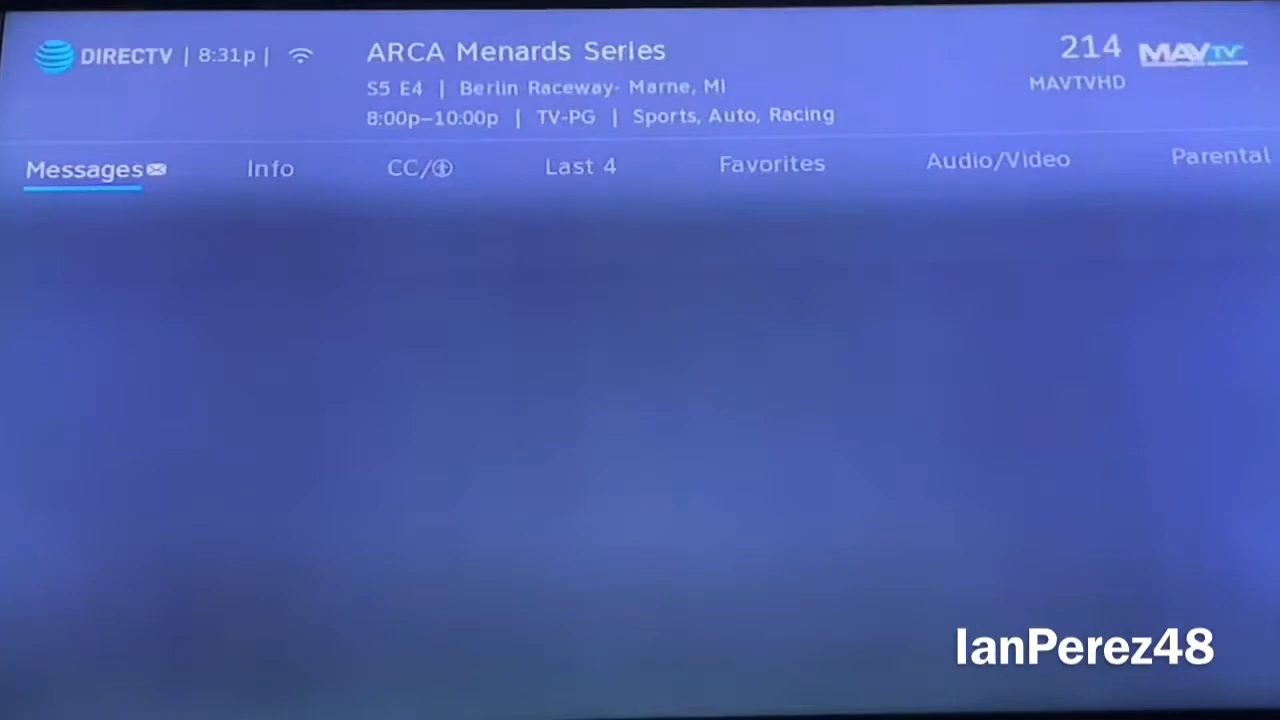 DIRECTV | 8:31p |
ARCA Menards Series
S5 E4 | Berlin Raceway- Marne, MI
8:00p–10:00p | TV-PG | Sports, Auto, Racing
214 MAVTV
MAVTVHD
Messages Info CC/ Last 4 Favorites Audio/Video Parental
IanPerez48